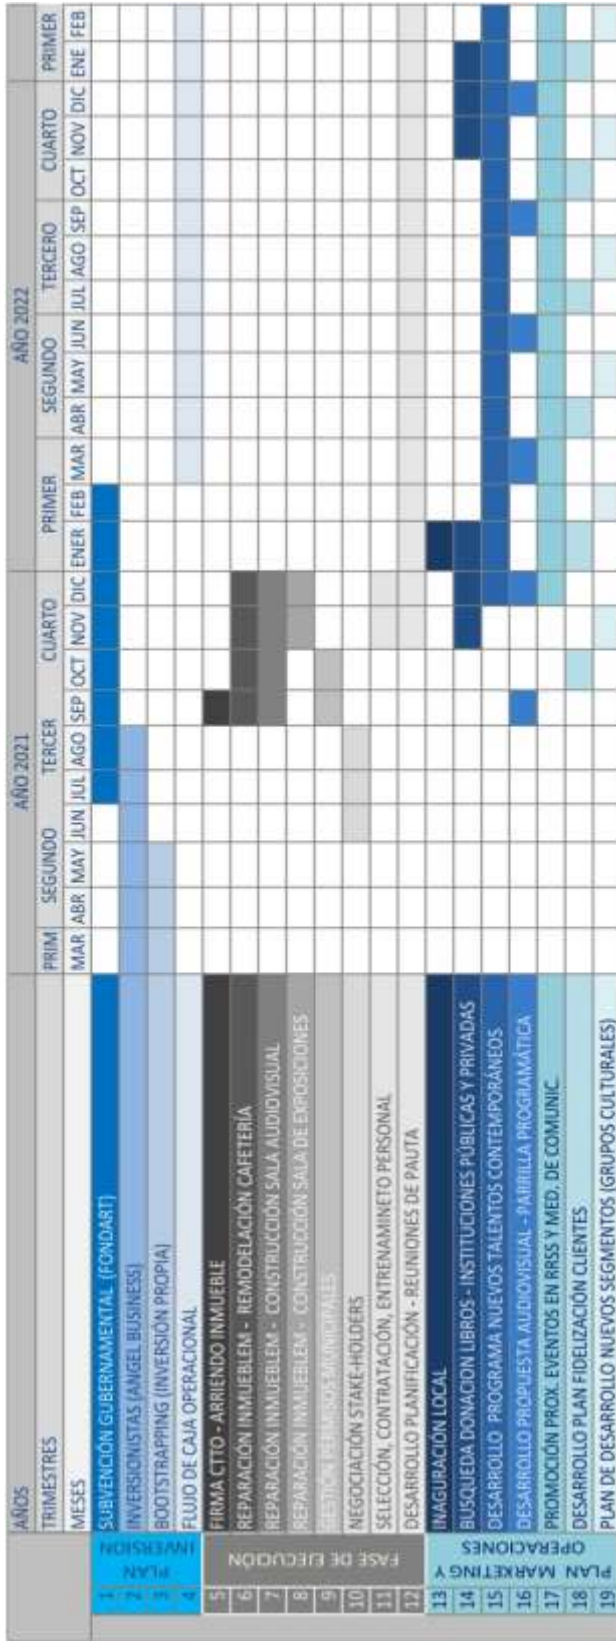 AÑOS AÑO 2021 AÑO 2022
TRIMESTRES PRIM SEGUNDO TERCER CUARTO PRIMER SEGUNDO TERCERO CUARTO PRIMER
MESES MAR ABR MAY JUN JUL AGO SEP OCT NOV DIC ENER FEB MAR ABR MAY JUN JUL AGO SEP OCT NOV DIC ENE FEB
PLAN INVERSION
1 SUBVENCIÓN GUBERNAMENTAL (FONDART)
2 INVERSIONISTAS (ANGEL BUSINESS)
3 BOOTSTRAPPING (INVERSIÓN PROPIA)
4 FLUJO DE CAJA OPERACIONAL
FASE DE EJECUCIÓN
5 FIRMA CTTO - ARRIENDO INMUEBLE
6 REPARACIÓN INMUEBLEM - REMODELACIÓN CAFETERÍA
7 REPARACIÓN INMUEBLEM - CONSTRUCCIÓN SALA AUDIOVISUAL
8 REPARACIÓN INMUEBLEM - CONSTRUCCIÓN SALA DE EXPOSICIONES
9 GESTIÓN PERMISOS MUNICIPALES
10 NEGOCIACIÓN STAKE-HOLDERS
11 SELECCIÓN, CONTRATACIÓN, ENTRENAMINETO PERSONAL
12 DESARROLLO PLANIFICACIÓN - REUNIONES DE PAUTA
PLAN MARKETING Y OPERACIONES
13 INAGURACIÓN LOCAL
14 BUSQUEDA DONACION LIBROS - INSTITUCIONES PÚBLICAS Y PRIVADAS
15 DESARROLLO PROGRAMA NUEVOS TALENTOS CONTEMPORÁNEOS
16 DESARROLLO PROPUESTA AUDIOVISUAL - PARRILLA PROGRAMÁTICA
17 PROMOCIÓN PROX. EVENTOS EN RRSS Y MED. DE COMUNIC.
18 DESARROLLO PLAN FIDELIZACIÓN CLIENTES
19 PLAN DE DESARROLLO NUEVOS SEGMENTOS (GRUPOS CULTURALES)